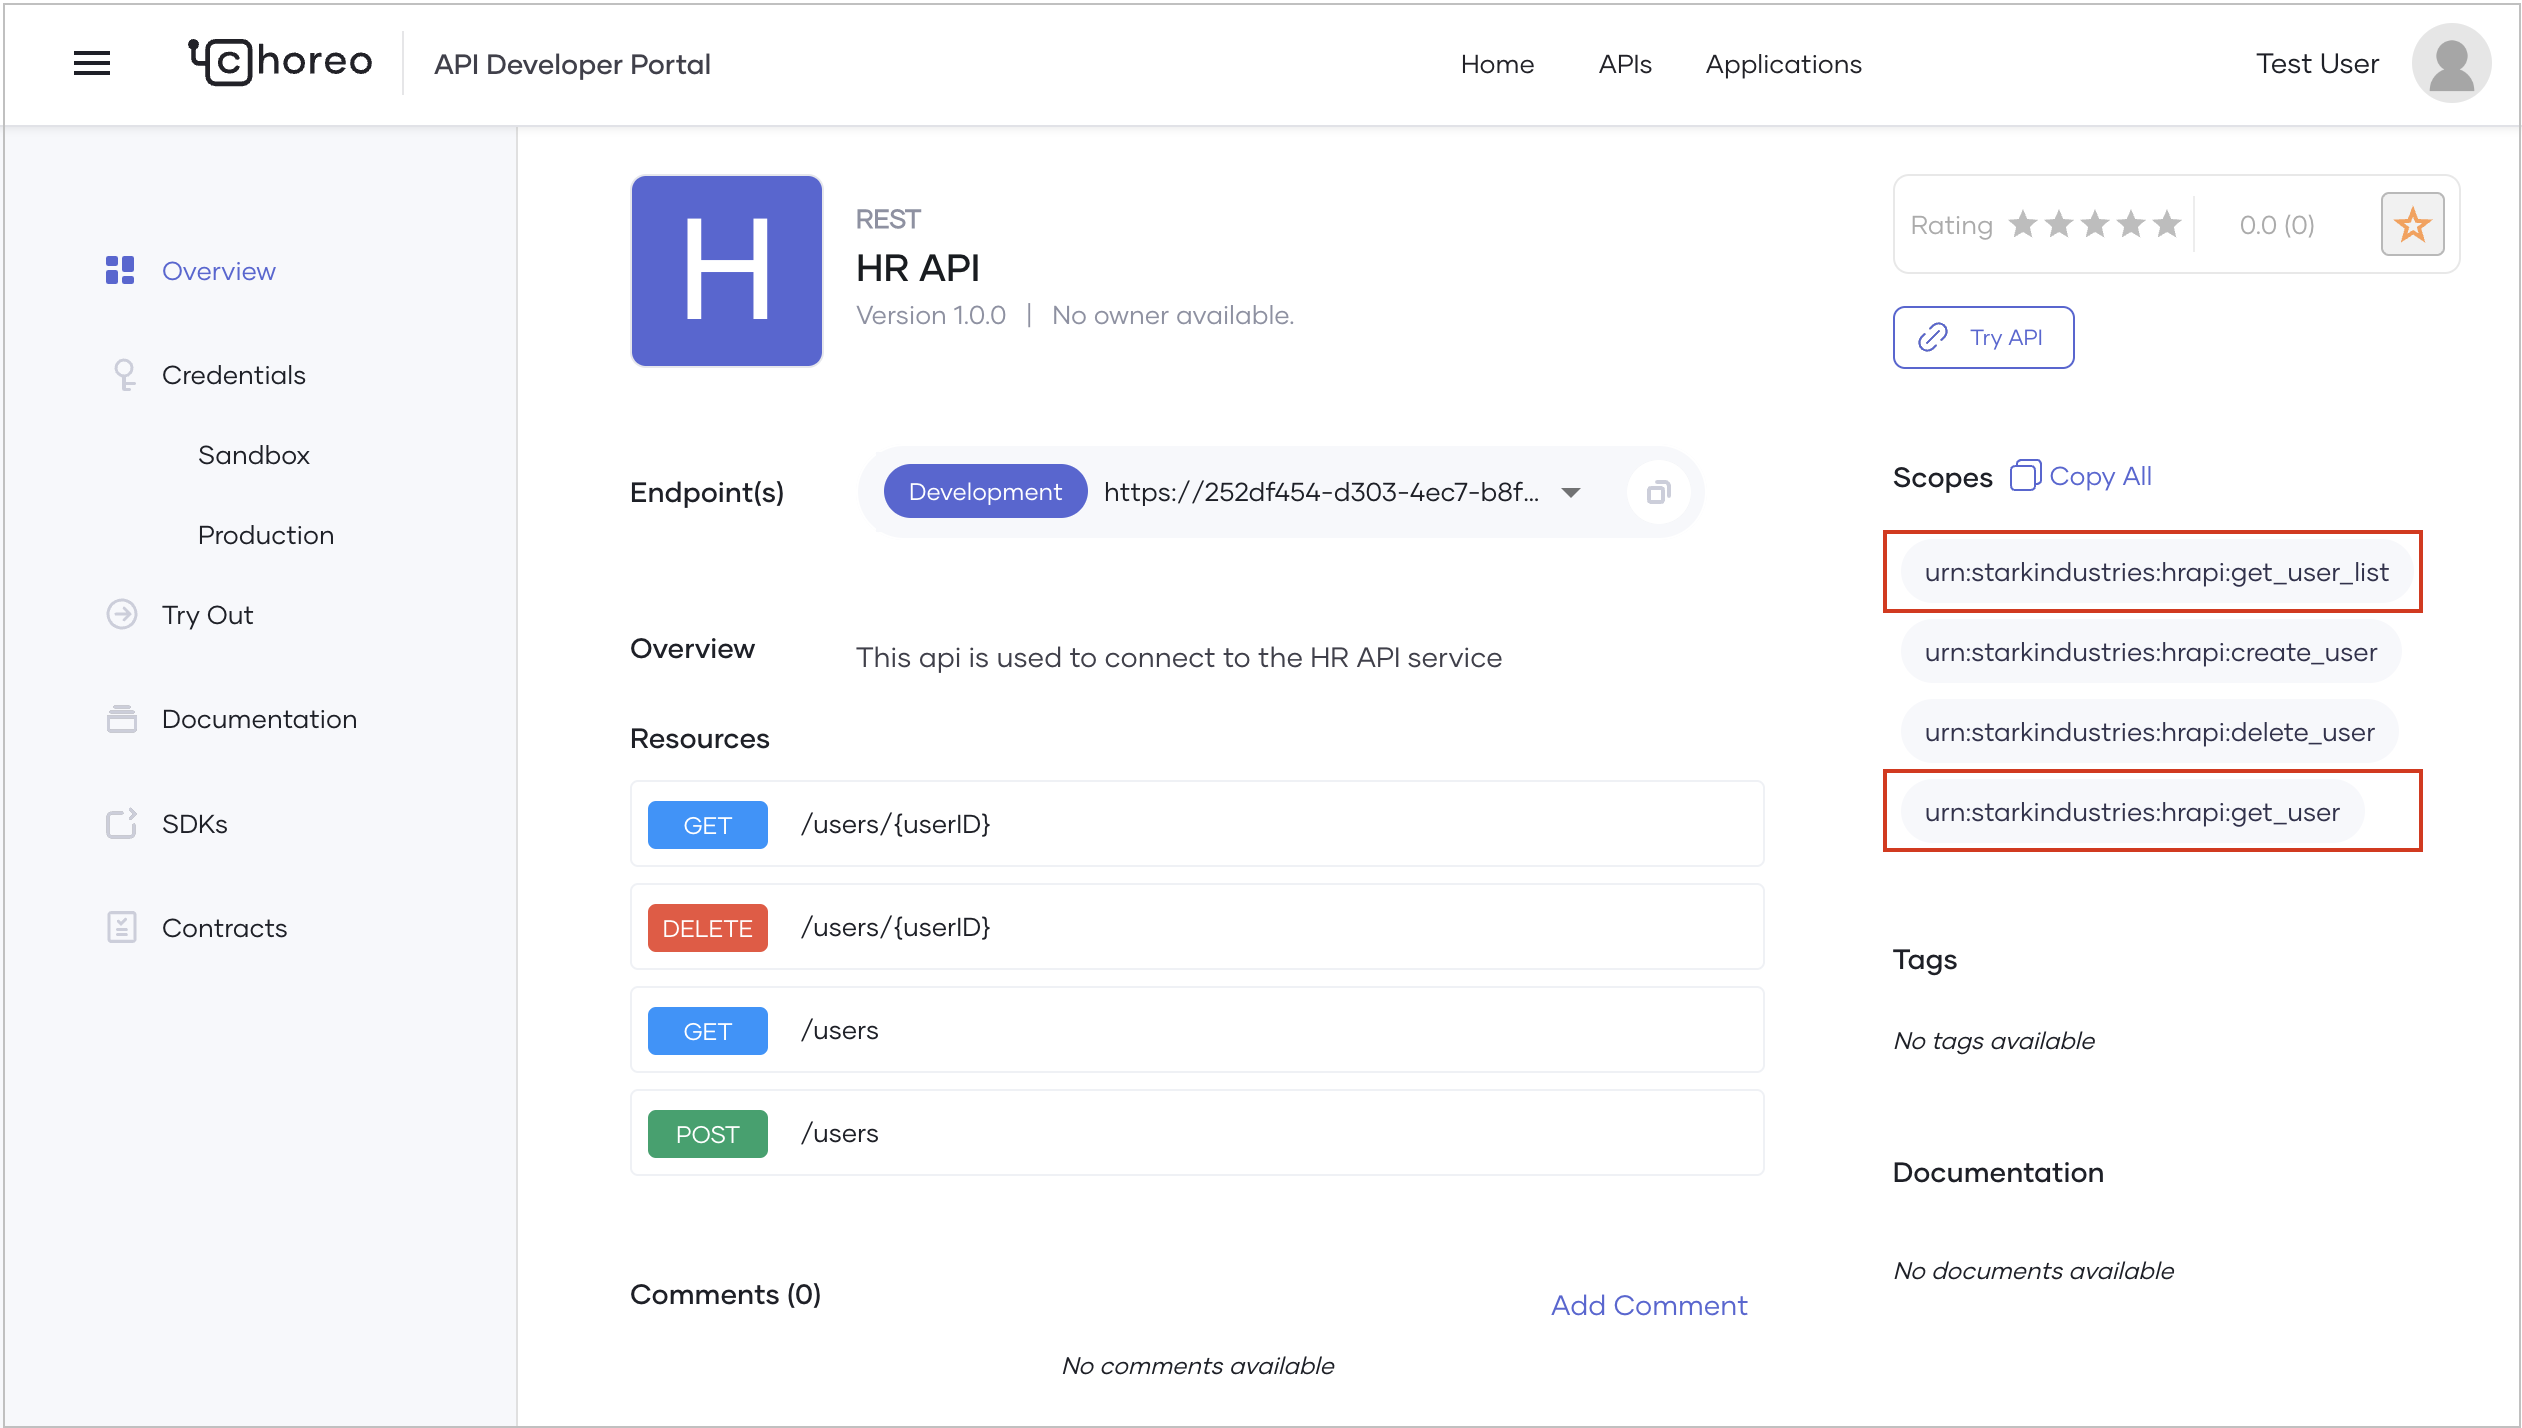 choreo
API Developer Portal
Home
APIs
Applications
Test User
Overview
Credentials
Sandbox
Production
Try Out
Documentation
SDKs
Contracts
H
REST
HR API
Version 1.0.0 | No owner available.
Rating
0.0 (0)
Try API
Endpoint(s)
Development
https://252df454-d303-4ec7-b8f...
Overview
This api is used to connect to the HR API service
Resources
GET /users/{userID}
DELETE /users/{userID}
GET /users
POST /users
Comments (0)
Add Comment
No comments available
Scopes
Copy All
urn:starkindustries:hrapi:get_user_list
urn:starkindustries:hrapi:create_user
urn:starkindustries:hrapi:delete_user
urn:starkindustries:hrapi:get_user
Tags
No tags available
Documentation
No documents available